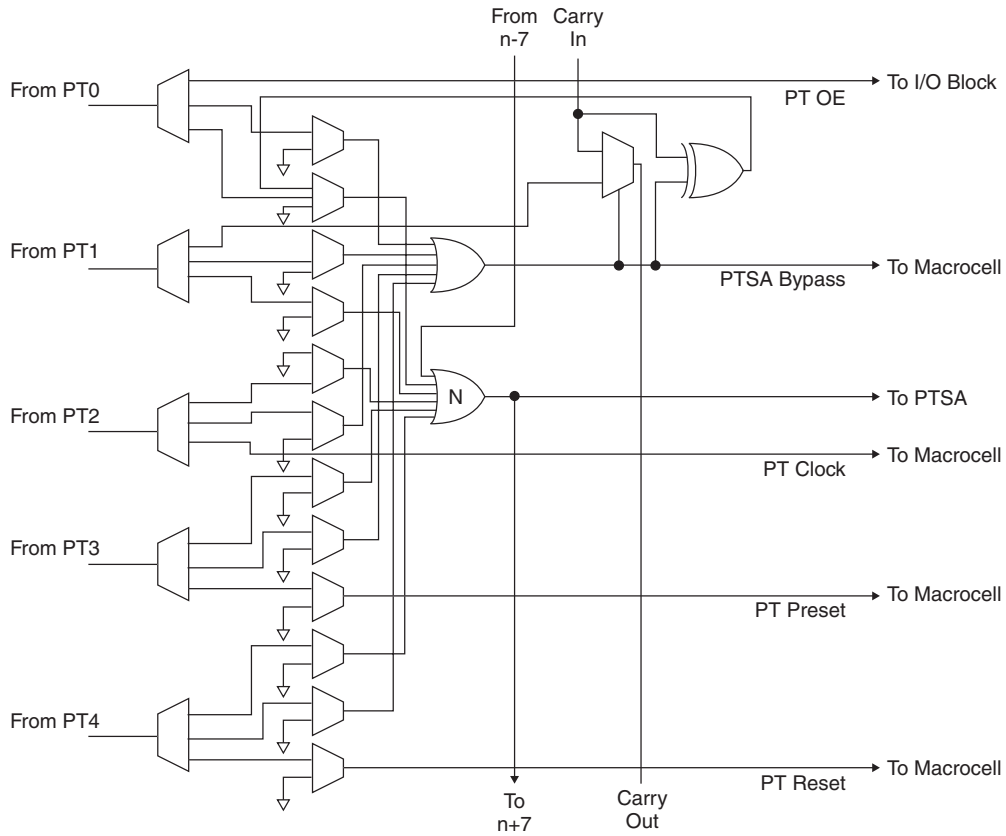 From
n-7
Carry
In
From PT0
To I/O Block
PT OE
From PT1
PTSA Bypass
To Macrocell
N
To PTSA
From PT2
PT Clock
To Macrocell
From PT3
PT Preset
To Macrocell
From PT4
PT Reset
To Macrocell
To
n+7
Carry
Out